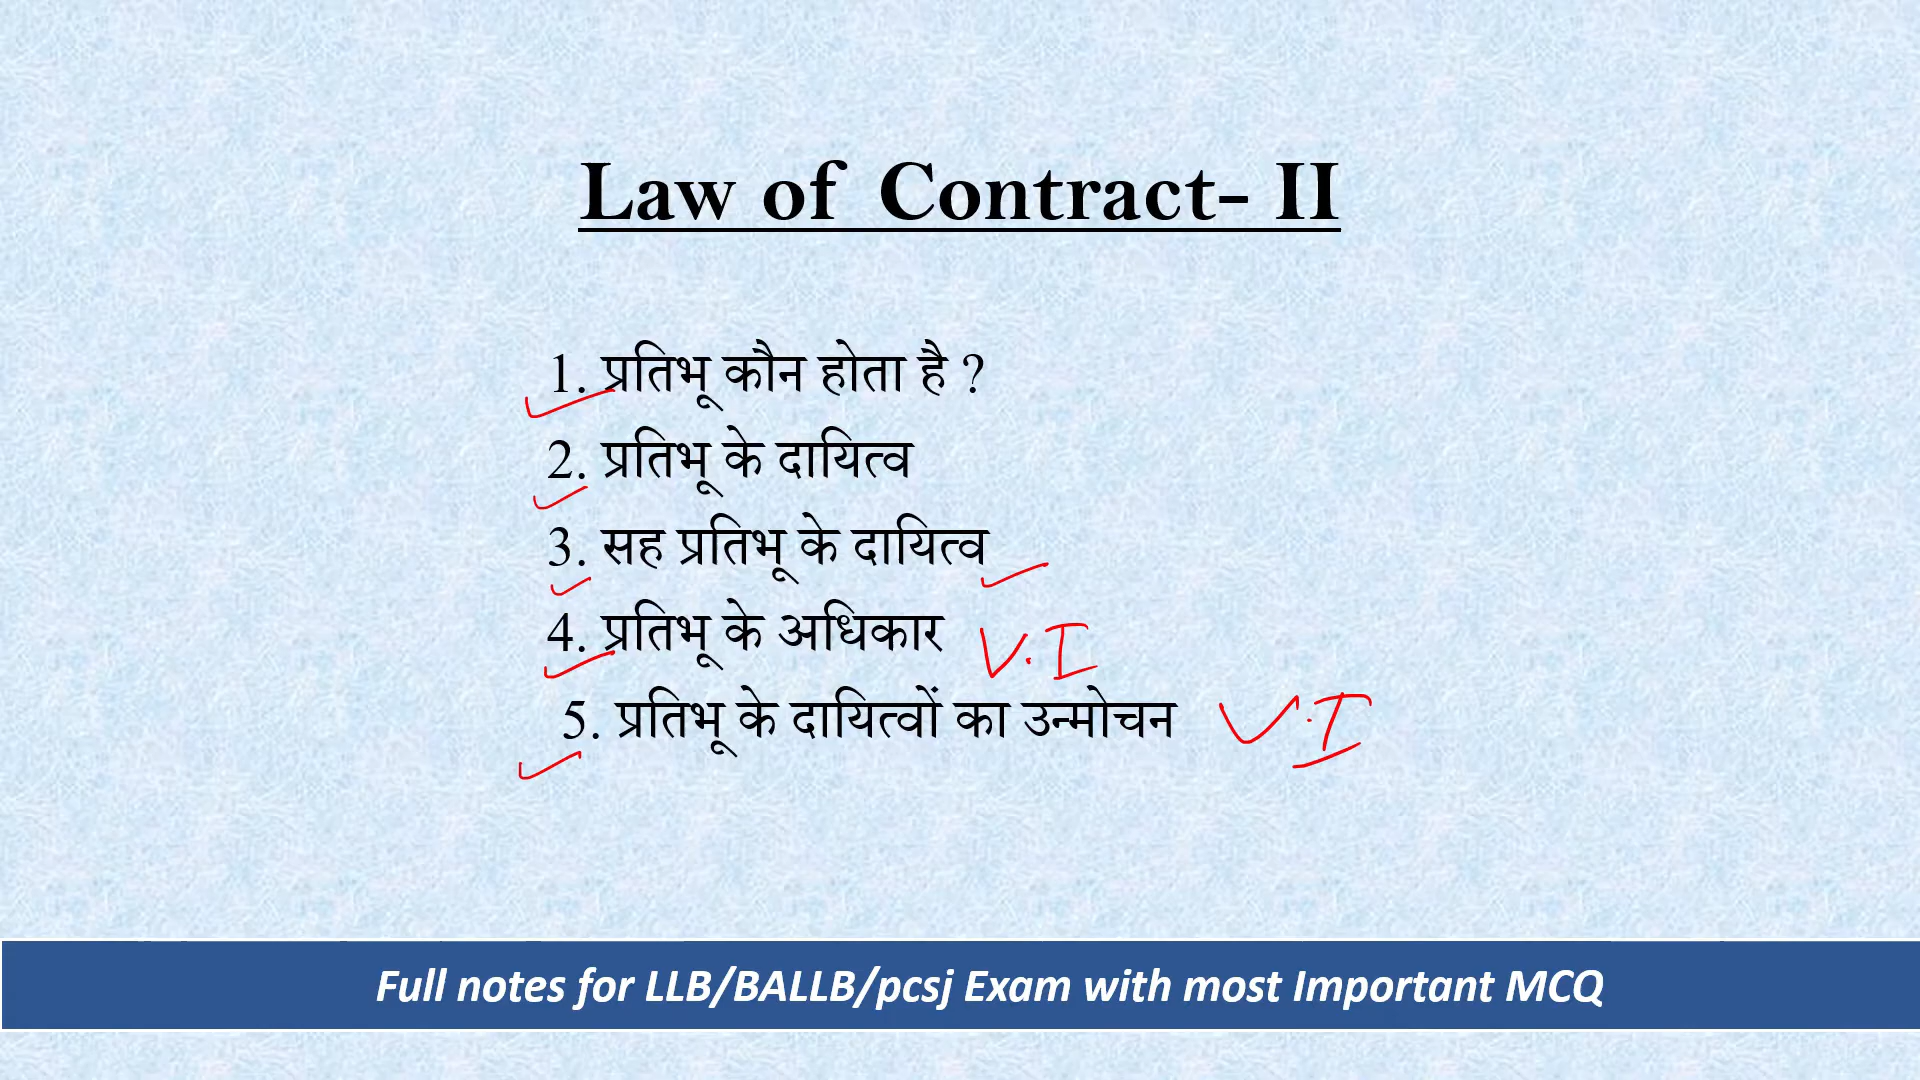 Law of Contract- II
1. प्रतिभू कौन होता है ?
2. प्रतिभू के दायित्व
3. सह प्रतिभू के दायित्व
4. प्रतिभू के अधिकार V.I
5. प्रतिभू के दायित्वों का उन्मोचन V.I
Full notes for LLB/BALLB/pcsj Exam with most Important MCQ